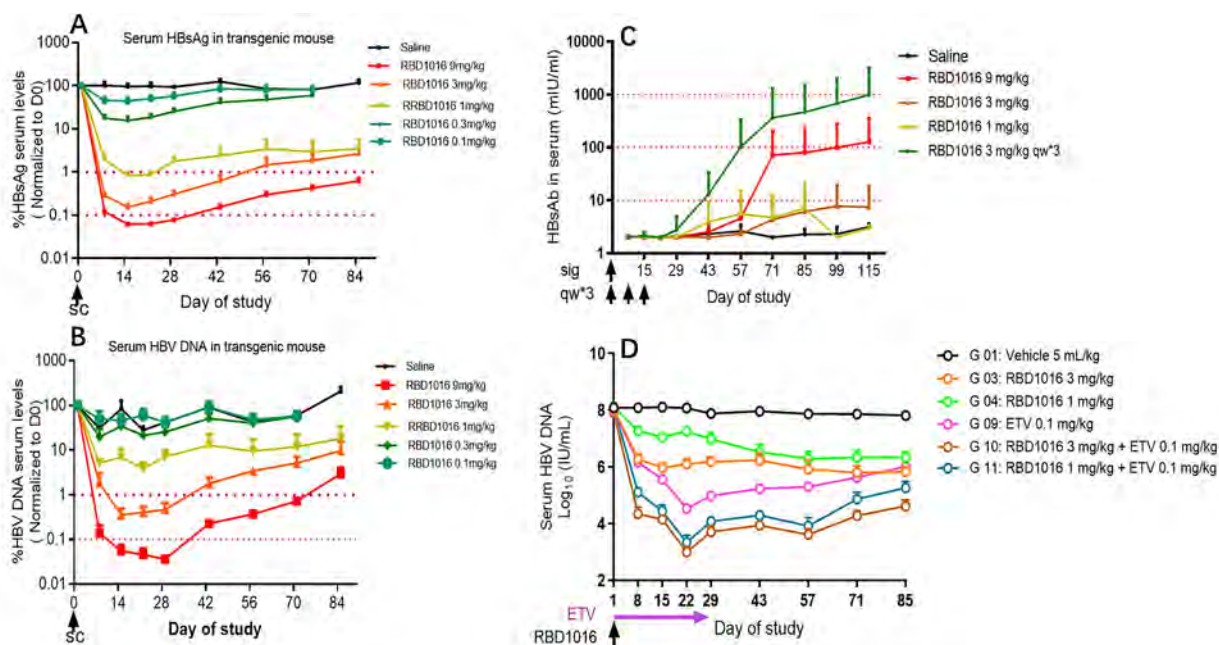 A
Serum HBsAg in transgenic mouse
%HBsAg serum levels
( Normalized to D0)
1000
100
10
1
0.1
0.01
0 14 28 42 56 70 84
SC
Day of study
Saline
RBD1016 9mg/kg
RBD1016 3mg/kg
RRBD1016 1mg/kg
RBD1016 0.3mg/kg
RBD1016 0.1mg/kg
C
HBsAb in serum (mIU/ml)
10000
1000
100
10
1
15 29 43 57 71 85 99 115
sig
qw*3
Day of study
Saline
RBD1016 9 mg/kg
RBD1016 3 mg/kg
RBD1016 1 mg/kg
RBD1016 3 mg/kg qw*3
B
Serum HBV DNA in transgenic mouse
%HBV DNA serum levels
( Normalized to D0)
1000
100
10
1
0.1
0.01
0 14 28 42 56 70 84
SC
Day of study
Saline
RBD1016 9mg/kg
RBD1016 3mg/kg
RRBD1016 1mg/kg
RBD1016 0.3mg/kg
RBD1016 0.1mg/kg
D
Serum HBV DNA
Log10 (IU/mL)
10
8
6
4
2
1 8 15 22 29 43 57 71 85
ETV
RBD1016
Day of study
G 01: Vehicle 5 mL/kg
G 03: RBD1016 3 mg/kg
G 04: RBD1016 1 mg/kg
G 09: ETV 0.1 mg/kg
G 10: RBD1016 3 mg/kg + ETV 0.1 mg/kg
G 11: RBD1016 1 mg/kg + ETV 0.1 mg/kg